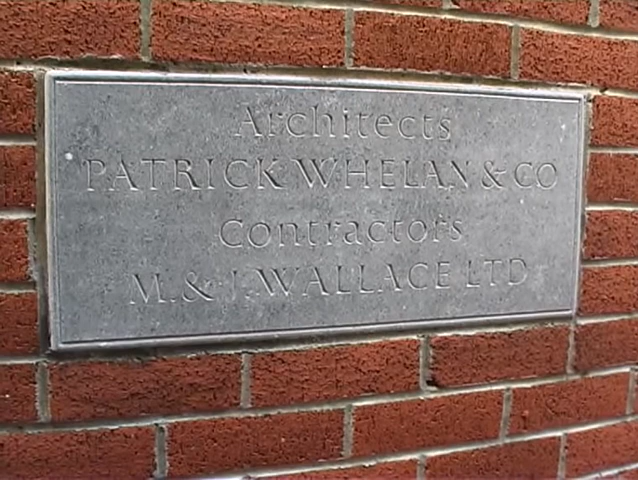 Architects
PATRICK WHELAN & CO
Contractors
M. & J. WALLACE LTD